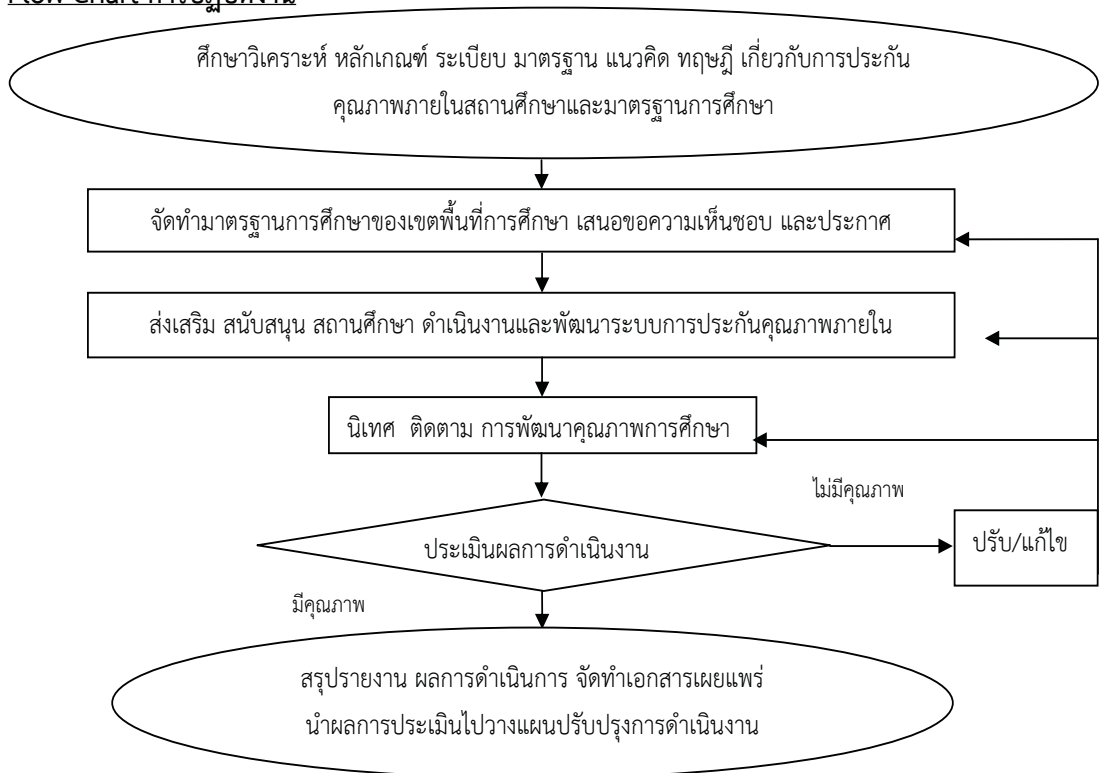 Flow Chart การปฏิบัติงาน
ศึกษาวิเคราะห์ หลักเกณฑ์ ระเบียบ มาตรฐาน แนวคิด ทฤษฎี เกี่ยวกับการประกัน
คุณภาพภายในสถานศึกษาและมาตรฐานการศึกษา
จัดทำมาตรฐานการศึกษาของเขตพื้นที่การศึกษา เสนอขอความเห็นชอบ และประกาศ
ส่งเสริม สนับสนุน สถานศึกษา ดำเนินงานและพัฒนาระบบการประกันคุณภาพภายใน
นิเทศ ติดตาม การพัฒนาคุณภาพการศึกษา
ไม่มีคุณภาพ
ประเมินผลการดำเนินงาน
ปรับ/แก้ไข
มีคุณภาพ
สรุปรายงาน ผลการดำเนินการ จัดทำเอกสารเผยแพร่
นำผลการประเมินไปวางแผนปรับปรุงการดำเนินงาน